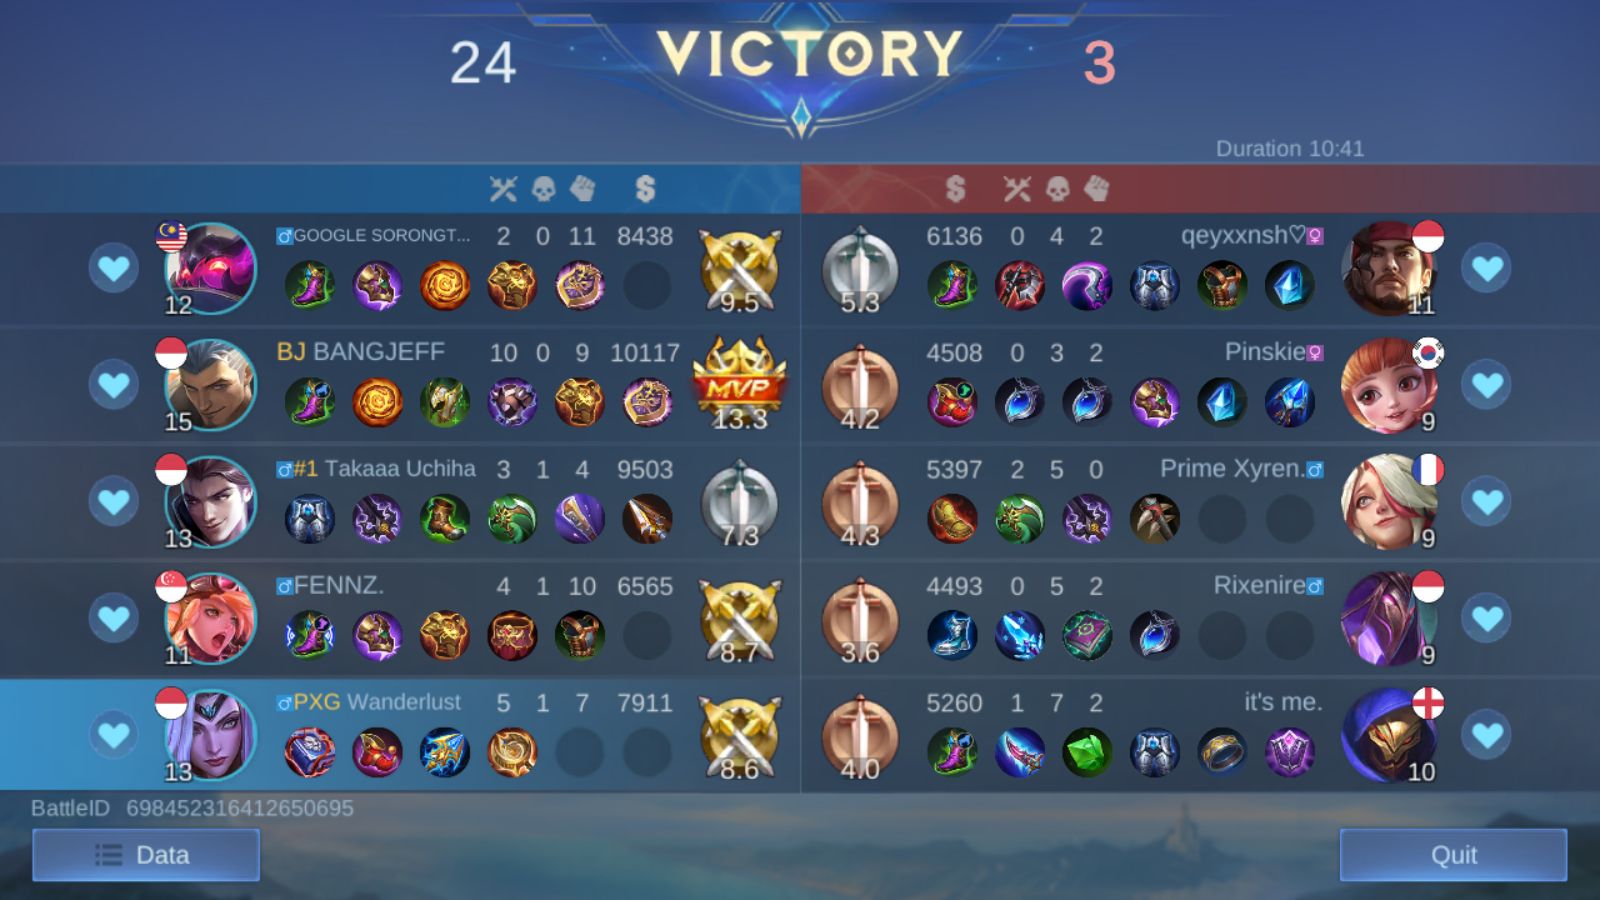 24 VICTORY 3
Duration 10:41
GOOGLE SORONGT... 2 0 11 8438
12 9.5
6136 0 4 2 qeyxxnsh♡
5.3 11
BJ BANGJEFF 10 0 9 10117
15 MVP 13.3
4508 0 3 2 Pinskie
4.2 9
#1 Takaaa Uchiha 3 1 4 9503
13 7.3
5397 2 5 0 Prime Xyren.
4.3 9
FENNZ. 4 1 10 6565
11 8.7
4493 0 5 2 Rixenire
3.6 9
PXG Wanderlust 5 1 7 7911
13 8.6
5260 1 7 2 it's me.
4.0 10
BattleID 698452316412650695
Data
Quit